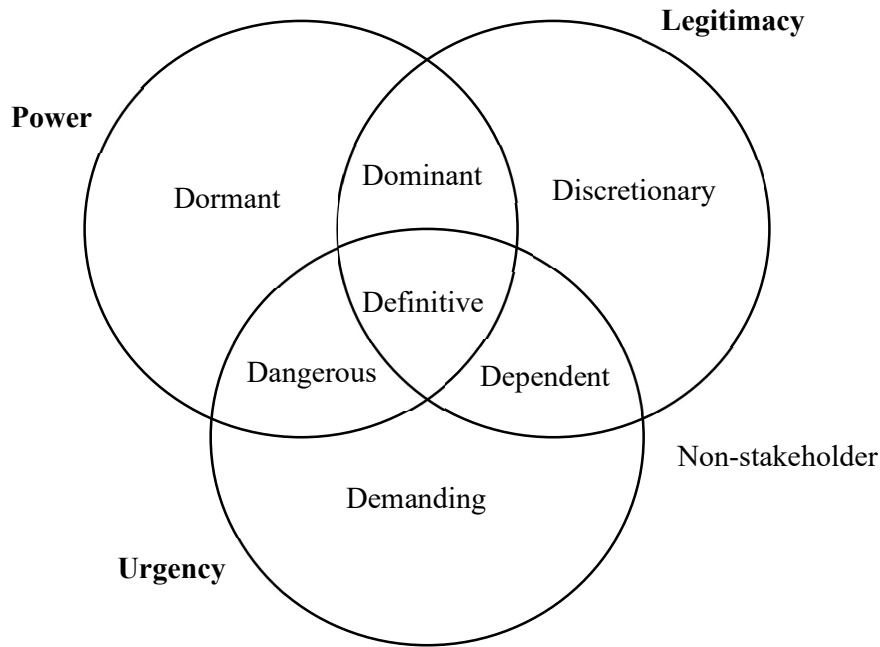 Legitimacy
Power
Dominant
Dormant
Discretionary
Definitive
Dangerous
Dependent
Non-stakeholder
Demanding
Urgency